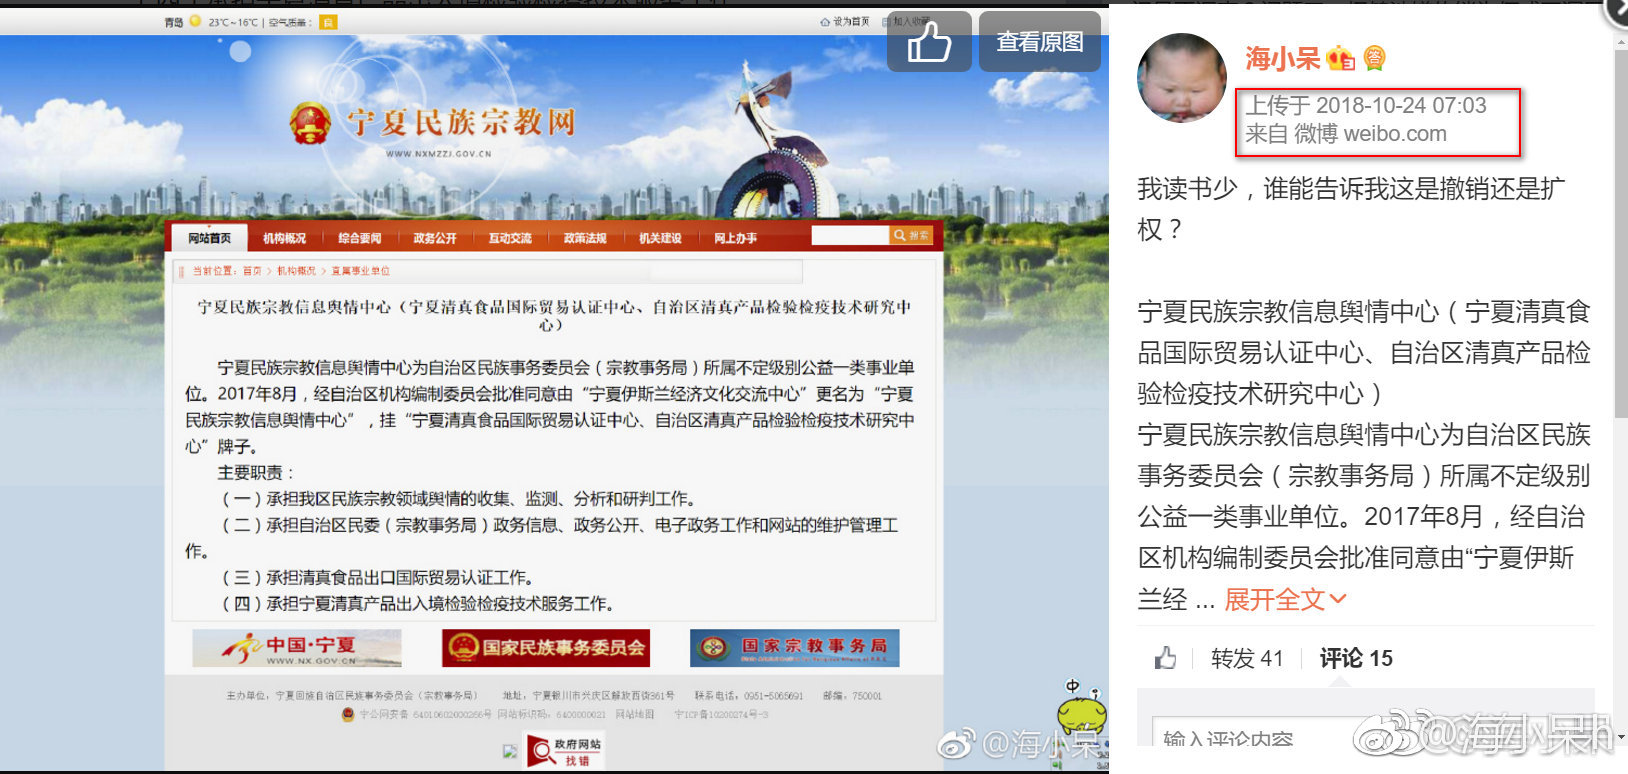 青岛 23℃~16℃ | 空气质量： 良
设为首页 加入收藏
查看原图
宁夏民族宗教网
WWW.NXMZZJ.GOV.CN
网站首页 机构概况 综合要闻 政务公开 互动交流 政策法规 机关建设 网上办事 搜索
当前位置：首页 > 机构概况 > 直属事业单位
宁夏民族宗教信息舆情中心（宁夏清真食品国际贸易认证中心、自治区清真产品检验检疫技术研究中
心）
宁夏民族宗教信息舆情中心为自治区民族事务委员会（宗教事务局）所属不定级别公益一类事业单
位。2017年8月，经自治区机构编制委员会批准同意由“宁夏伊斯兰经济文化交流中心”更名为“宁夏
民族宗教信息舆情中心”，挂“宁夏清真食品国际贸易认证中心、自治区清真产品检验检疫技术研究中
心”牌子。
主要职责：
（一）承担我区民族宗教领域舆情的收集、监测、分析和研判工作。
（二）承担自治区民委（宗教事务局）政务信息、政务公开、电子政务工作和网站的维护管理工
作。
（三）承担清真食品出口国际贸易认证工作。
（四）承担宁夏清真产品出入境检验检疫技术服务工作。
中国·宁夏
WWW.NX.GOV.CN
国家民族事务委员会
国家宗教事务局
主办单位：宁夏回族自治区民族事务委员会（宗教事务局） 地址：宁夏银川市兴庆区解放西街361号 联系电话：0951-5065691 邮编：750001
宁公网安备 64010602000266号 网站标识码：6400000021 网站地图 宁ICP备10200274号-3
政府网站
找错
中
@海小呆
海小呆
上传于 2018-10-24 07:03
来自 微博 weibo.com
我读书少，谁能告诉我这是撤销还是扩
权？
宁夏民族宗教信息舆情中心（宁夏清真食
品国际贸易认证中心、自治区清真产品检
验检疫技术研究中心）
宁夏民族宗教信息舆情中心为自治区民族
事务委员会（宗教事务局）所属不定级别
公益一类事业单位。2017年8月，经自治
区机构编制委员会批准同意由“宁夏伊斯
兰经 ... 展开全文
转发 41 评论 15
输入评论内容